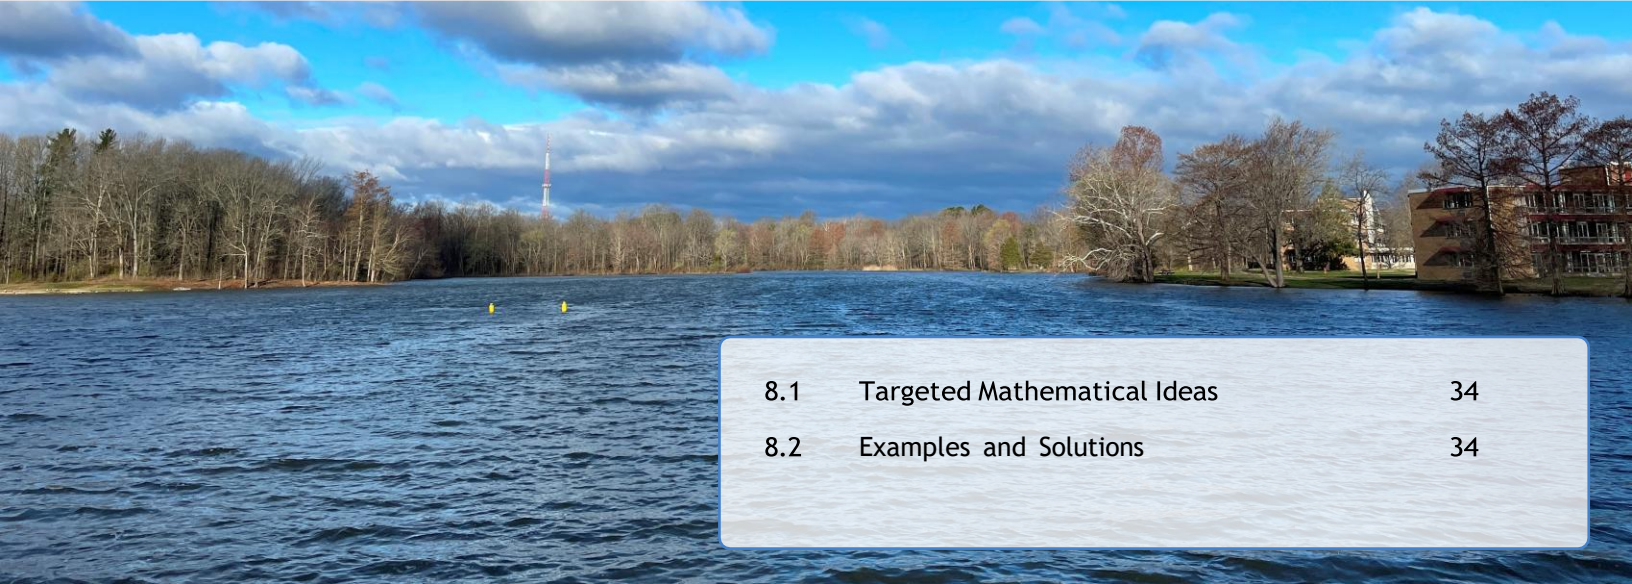 8.1 Targeted Mathematical Ideas 34
8.2 Examples and Solutions 34